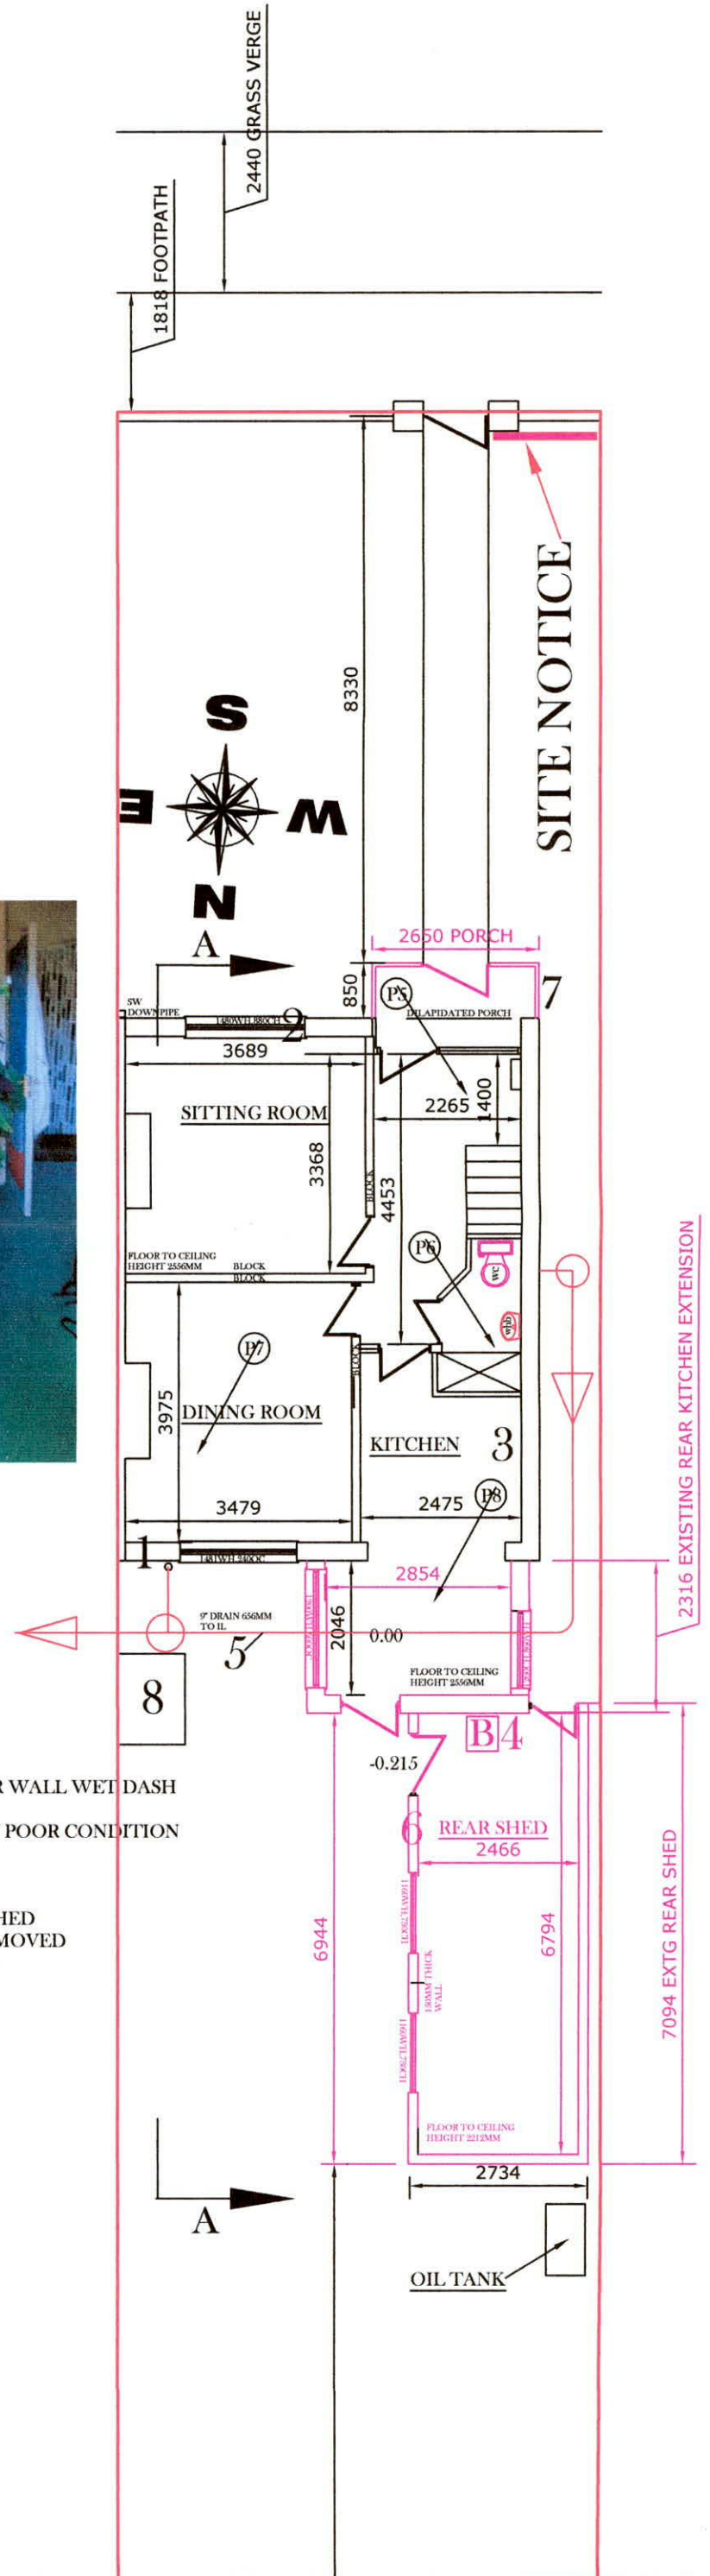 2440 GRASS VERGE
1818 FOOTPATH
SITE NOTICE
8330
S
E
W
N
A
2650 PORCH
7
850
P5
DILAPIDATED PORCH
SW
DOWNPIPE
2
3689
SITTING ROOM
3368
2265
1400
4453
BLOCK
P6
WC
whb
FLOOR TO CEILING
HEIGHT 2556MM
BLOCK
BLOCK
BLOCK
P7
3975
DINING ROOM
KITCHEN
3
3479
2475
P8
1
2316 EXISTING REAR KITCHEN EXTENSION
2854
9" DRAIN 656MM
TO IL
5
2046
0.00
FLOOR TO CEILING
HEIGHT 2556MM
8
B
4
-0.215
R WALL WET DASH
POOR CONDITION
HED
MOVED
6
REAR SHED
2466
6944
6794
7094 EXTG REAR SHED
150MM THICK
WALL
FLOOR TO CEILING
HEIGHT 2212MM
2734
A
OIL TANK